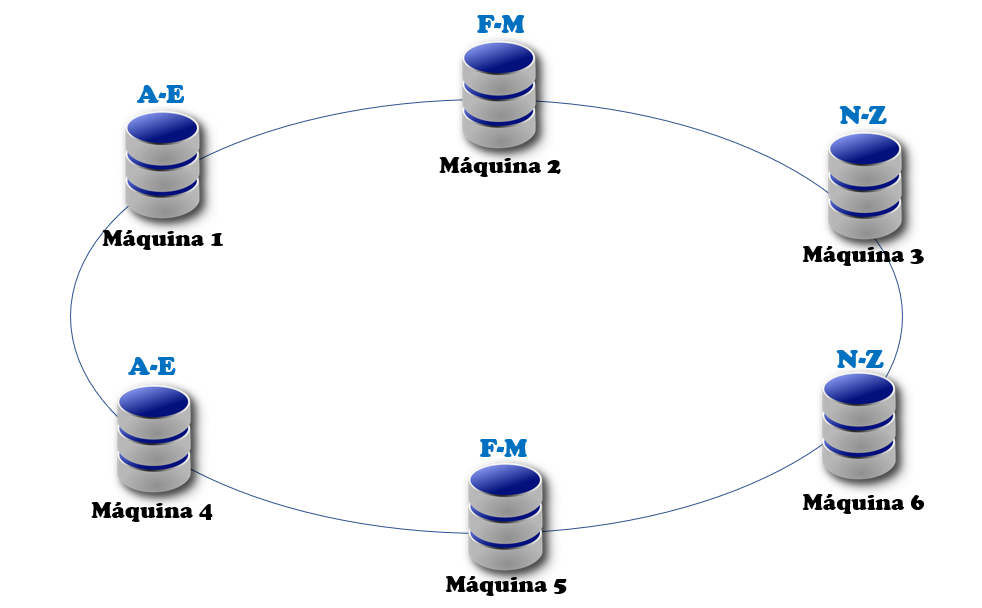 F-M
Máquina 2
A-E
Máquina 1
N-Z
Máquina 3
A-E
Máquina 4
F-M
Máquina 5
N-Z
Máquina 6